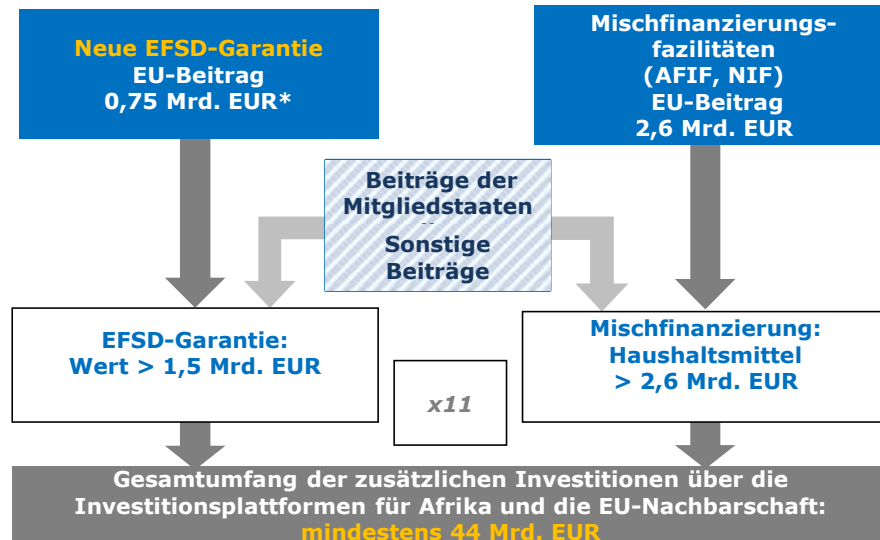 Neue EFSD-Garantie
EU-Beitrag
0,75 Mrd. EUR*
Mischfinanzierungs-
fazilitäten
(AFIF, NIF)
EU-Beitrag
2,6 Mrd. EUR
Beiträge der
Mitgliedstaaten
Sonstige
Beiträge
EFSD-Garantie:
Wert > 1,5 Mrd. EUR
Mischfinanzierung:
Haushaltsmittel
> 2,6 Mrd. EUR
x11
Gesamtumfang der zusätzlichen Investitionen über die
Investitionsplattformen für Afrika und die EU-Nachbarschaft:
mindestens 44 Mrd. EUR